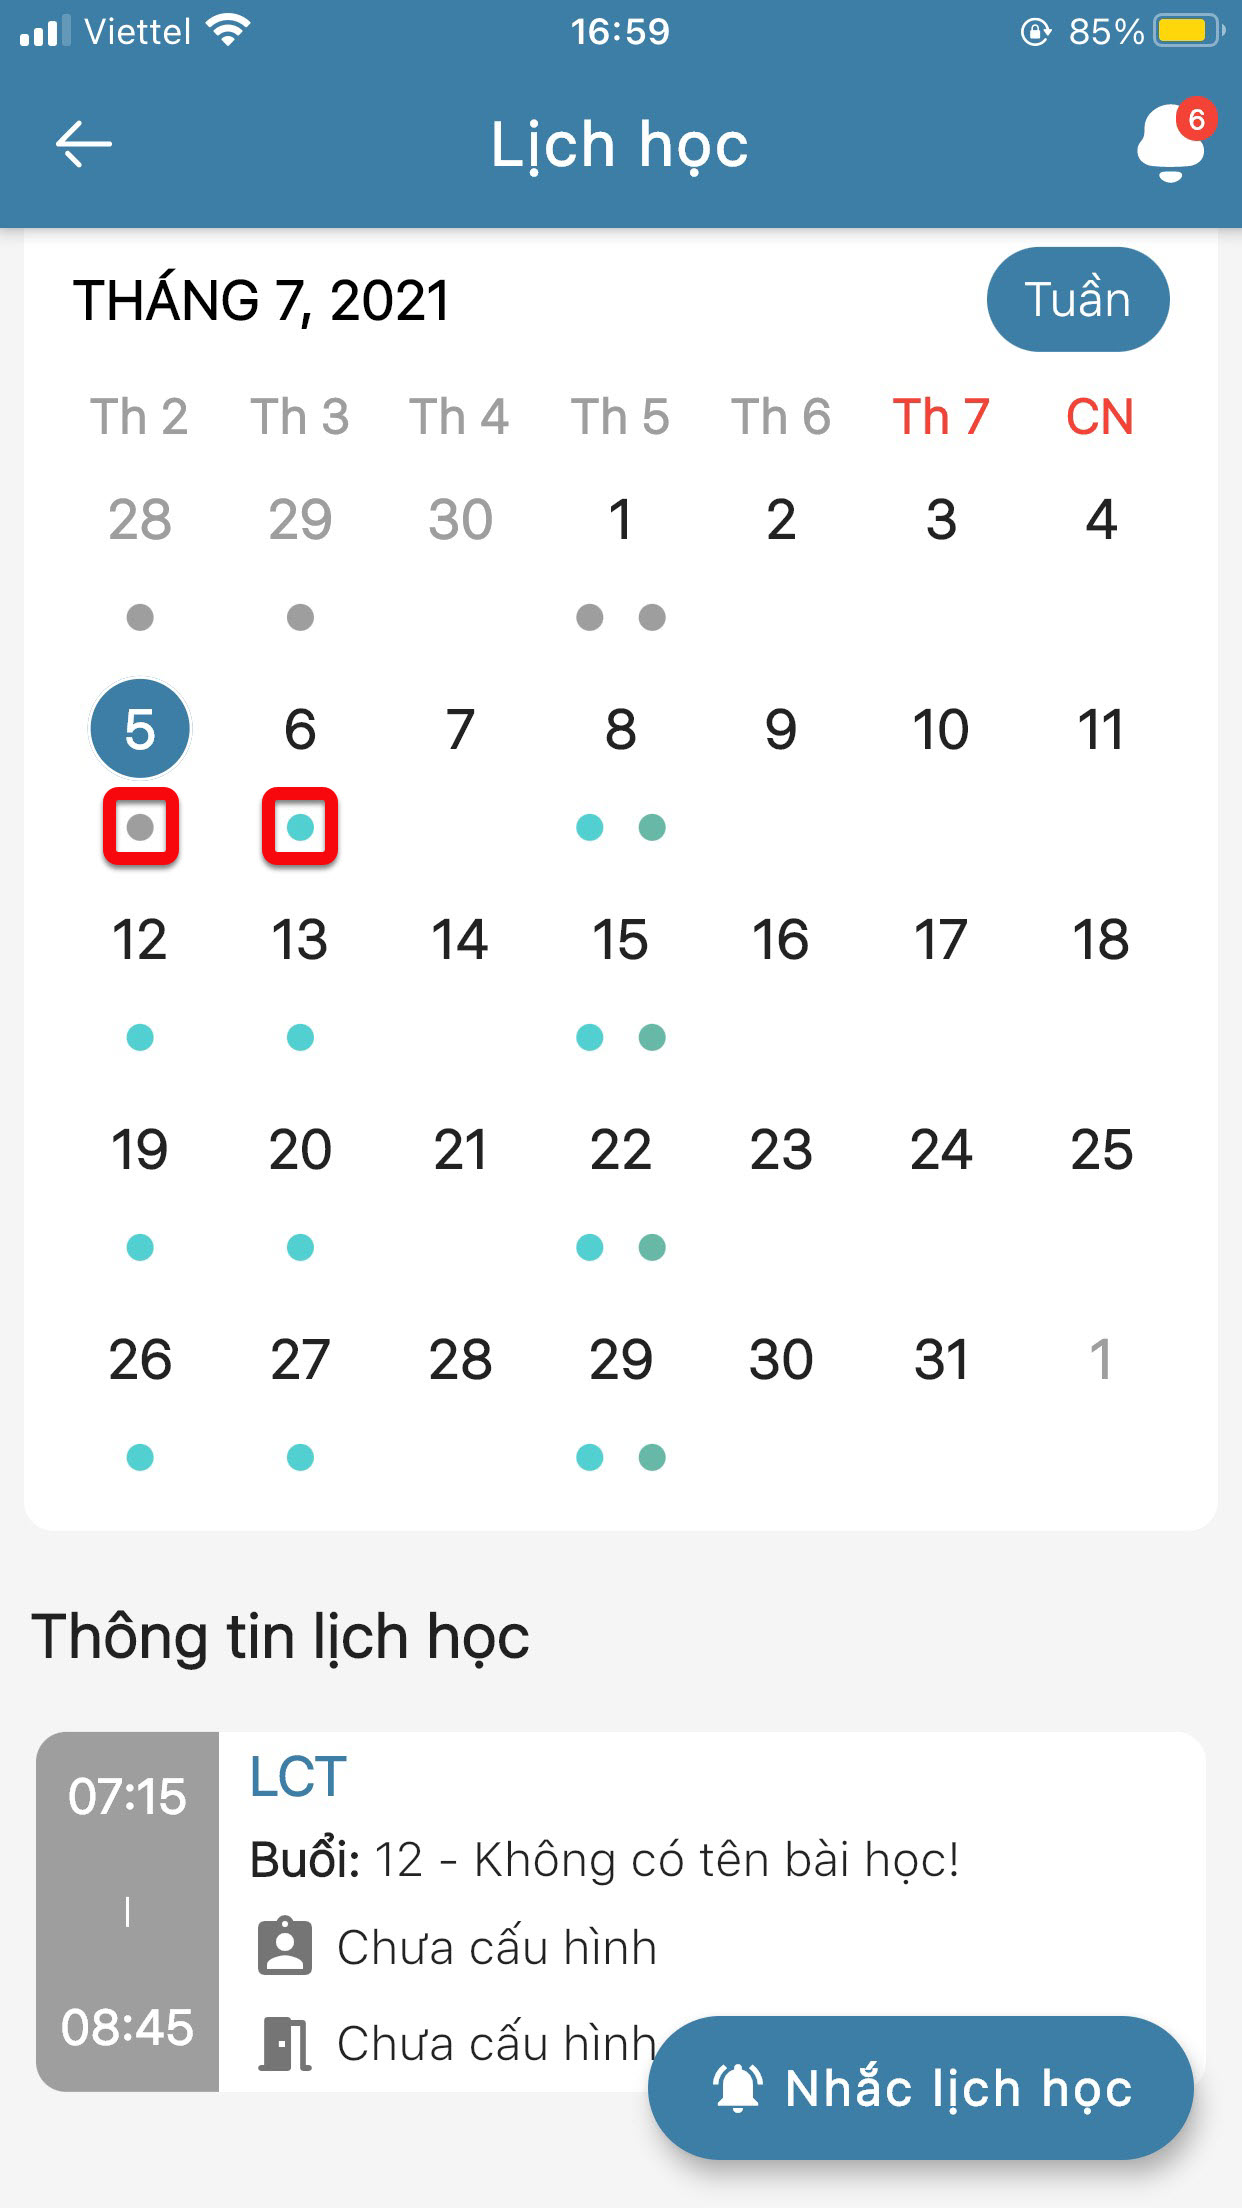 Viettel 16:59 85%
Lịch học 6
THÁNG 7, 2021 Tuần
Th 2 Th 3 Th 4 Th 5 Th 6 Th 7 CN
28 29 30 1 2 3 4
5 6 7 8 9 10 11
12 13 14 15 16 17 18
19 20 21 22 23 24 25
26 27 28 29 30 31 1
Thông tin lịch học
07:15
08:45
LCT
Buổi: 12 - Không có tên bài học!
Chưa cấu hình
Chưa cấu hình
Nhắc lịch học